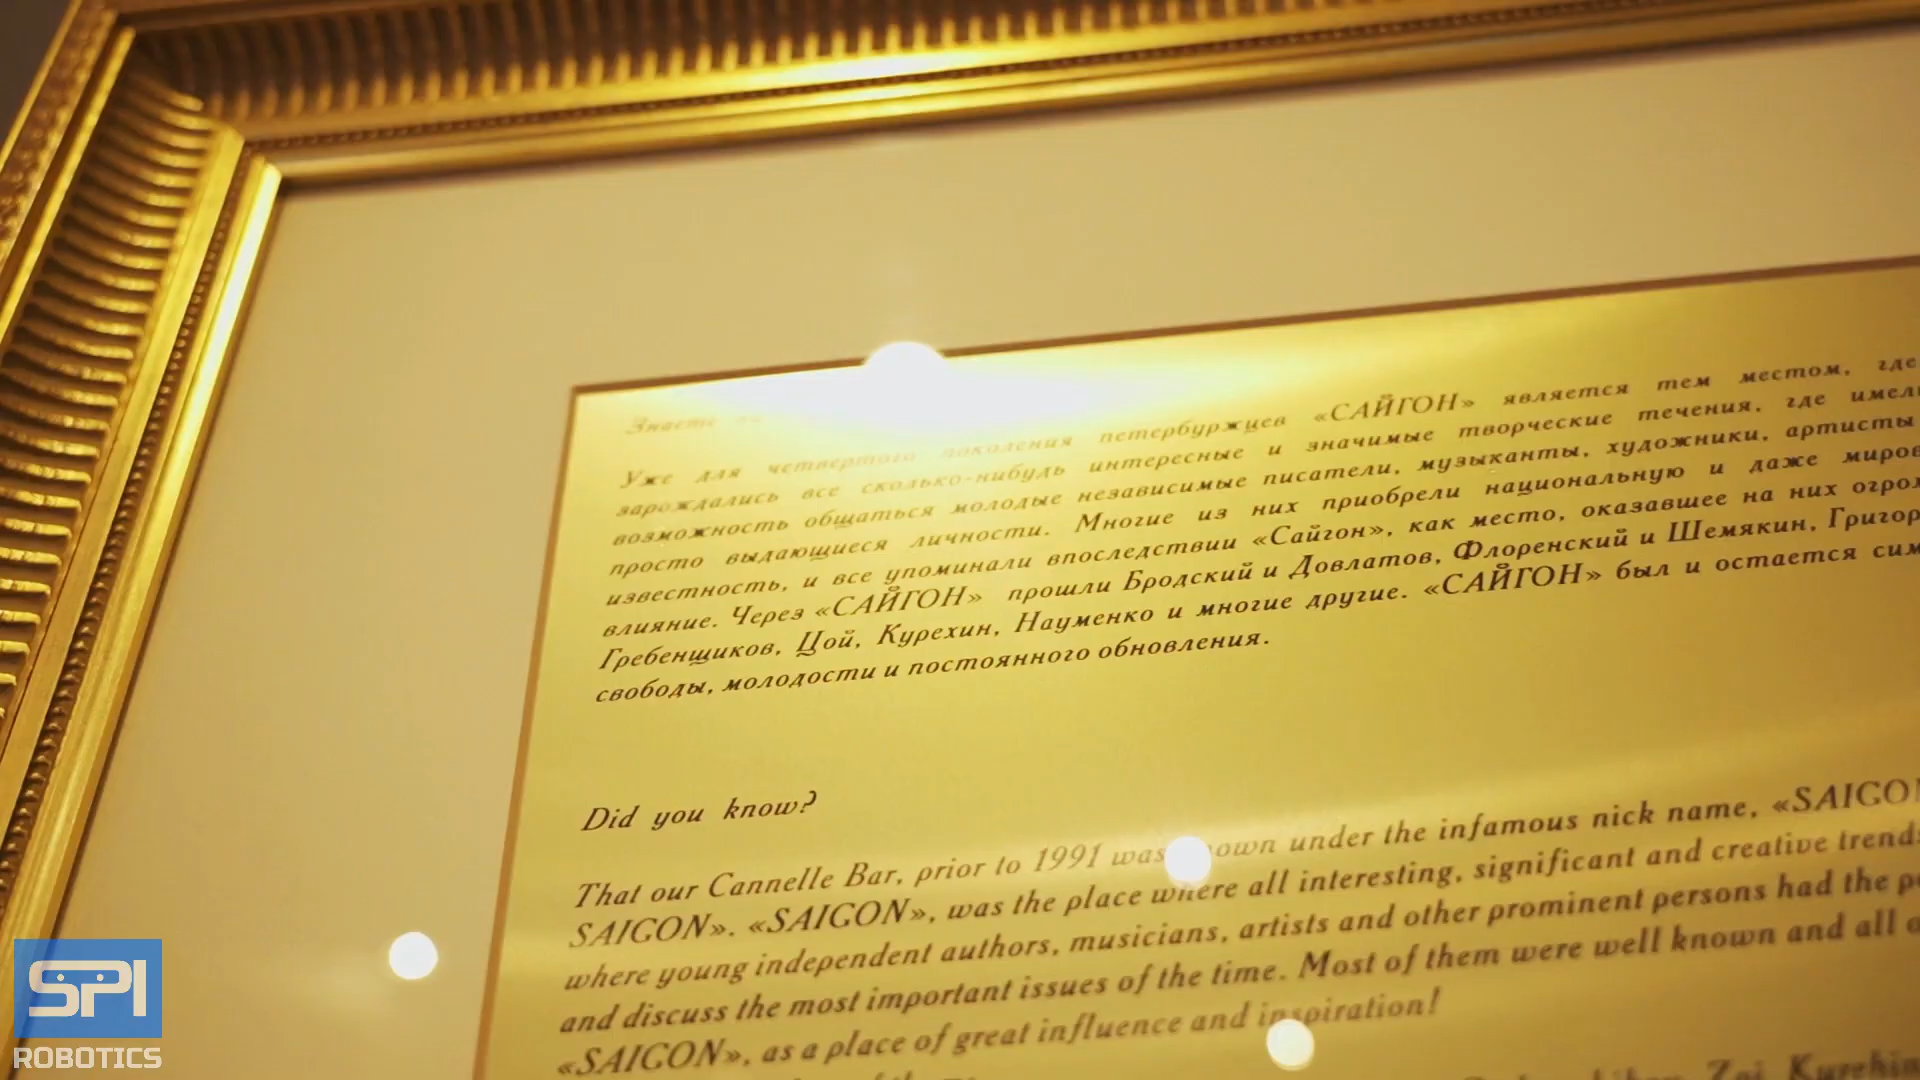 Знаете
Уже для четвертого поколения петербуржцев «САЙГОН» является тем местом, где
зарождались все сколько-нибудь интересные и значимые творческие течения, где имели
возможность общаться молодые независимые писатели, музыканты, художники, артисты
просто выдающиеся личности. Многие из них приобрели национальную и даже миров
известность, и все упоминали впоследствии «Сайгон», как место, оказавшее на них огром
влияние. Через «САЙГОН» прошли Бродский и Довлатов, Флоренский и Шемякин, Григор
Гребенщиков, Цой, Курехин, Науменко и многие другие. «САЙГОН» был и остается сим
свободы, молодости и постоянного обновления.
Did you know?
That our Cannelle Bar, prior to 1991 was known under the infamous nick name, «SAIGON
SAIGON». «SAIGON», was the place where all interesting, significant and creative trends
where young independent authors, musicians, artists and other prominent persons had the p
and discuss the most important issues of the time. Most of them were well known and all o
«SAIGON», as a place of great influence and inspiration!
Zoi, Kurehin
SPI
ROBOTICS